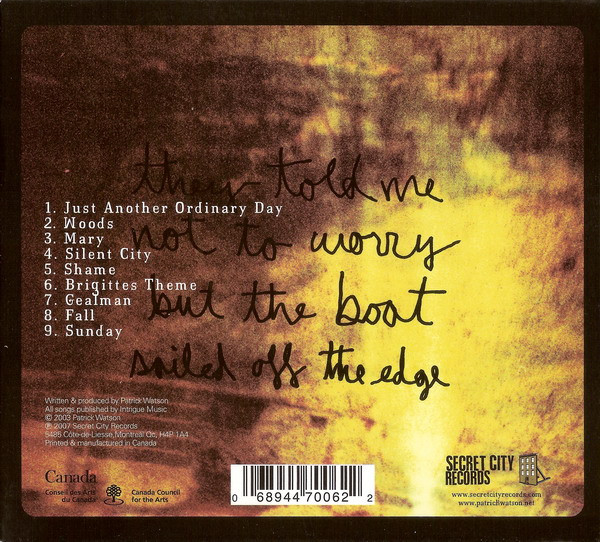 they told me
not to worry
but the boat
sailed off the edge
1. Just Another Ordinary Day
2. Woods
3. Mary
4. Silent City
5. Shame
6. Brigittes Theme
7. Gealman
8. Fall
9. Sunday
Written & produced by Patrick Watson
All songs published by Intrigue Music
© 2003 Patrick Watson
℗ 2007 Secret City Records
5485 Côte-de-Liesse, Montréal Qc, H4P 1A4
Printed & manufactured in Canada
Canada
Conseil des Arts du Canada
Canada Council for the Arts
0 68944 70062 2
SECRET CITY
RECORDS
www.secretcityrecords.com
www.patrickwatson.net